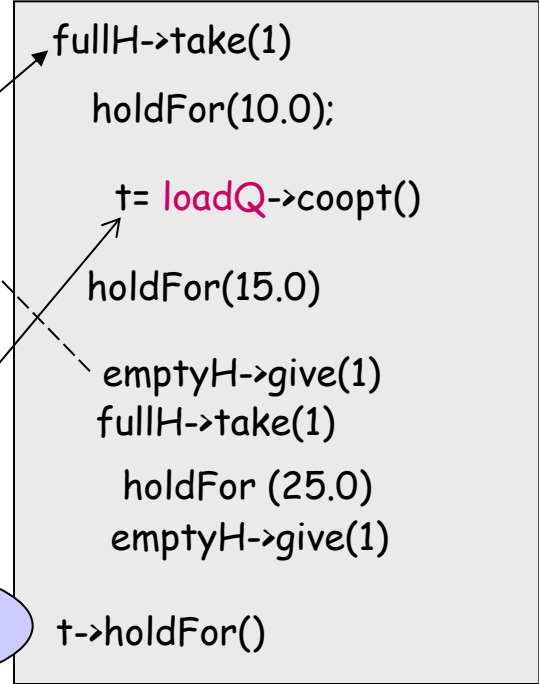 fullH->take(1)
holdFor(10.0);
t= loadQ->coopt()
holdFor(15.0)
emptyH->give(1)
fullH->take(1)
holdFor (25.0)
emptyH->give(1)
t->holdFor()